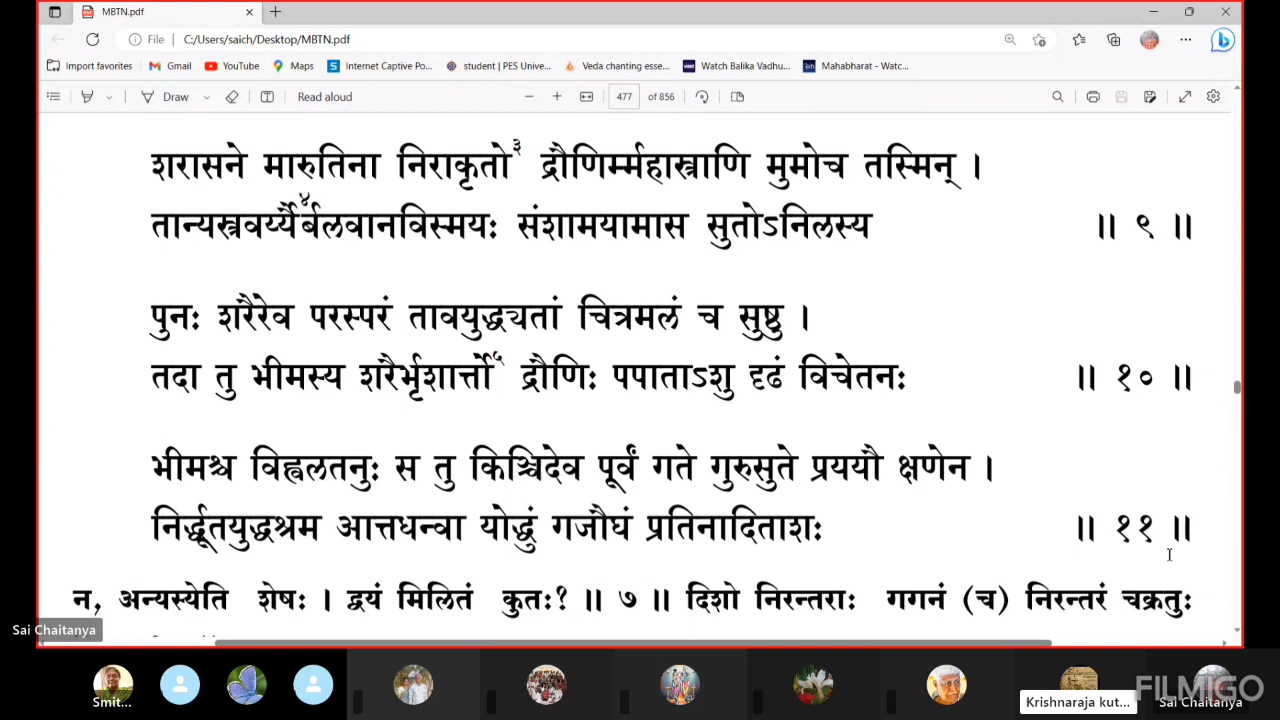 MBTN.pdf
File C:/Users/saich/Desktop/MBTN.pdf
Import favorites Gmail YouTube Maps Internet Captive Po... student | PES Unive... Veda chanting esse... Watch Balika Vadhu... Mahabharat - Watc...
Draw Read aloud 477 of 856
शरासने मारुतिना निराकृतो३ द्रौणिर्म्महास्त्राणि मुमोच तस्मिन् ।
तान्यस्त्रवर्य्यै४र्बलवानविस्मयः संशामयामास सुतोऽनिलस्य ॥ ९ ॥
पुनः शरैरेव परस्परं तावयुद्ध्यतां चित्रमलं च सुष्ठु ।
तदा तु भीमस्य शरैर्भृशार्त्तो५ द्रौणिः पपाताऽशु दृढं विचेतनः ॥ १० ॥
भीमश्च विह्वलतनुः स तु किञ्चिदेव पूर्वं गते गुरुसुते प्रययौ क्षणेन ।
निर्द्धूतयुद्धश्रम आत्तधन्वा योद्धुं गजौघं प्रतिनादिताशः ॥ ११ ॥
न, अन्यस्येति शेषः । द्वयं मिलितं कुतः? ॥ ७ ॥ दिशो निरन्तराः गगनं (च) निरन्तरं चक्रतुः
Sai Chaitanya
Smit... Krishnaraja kut... Sai Chaitanya
FILMIGO